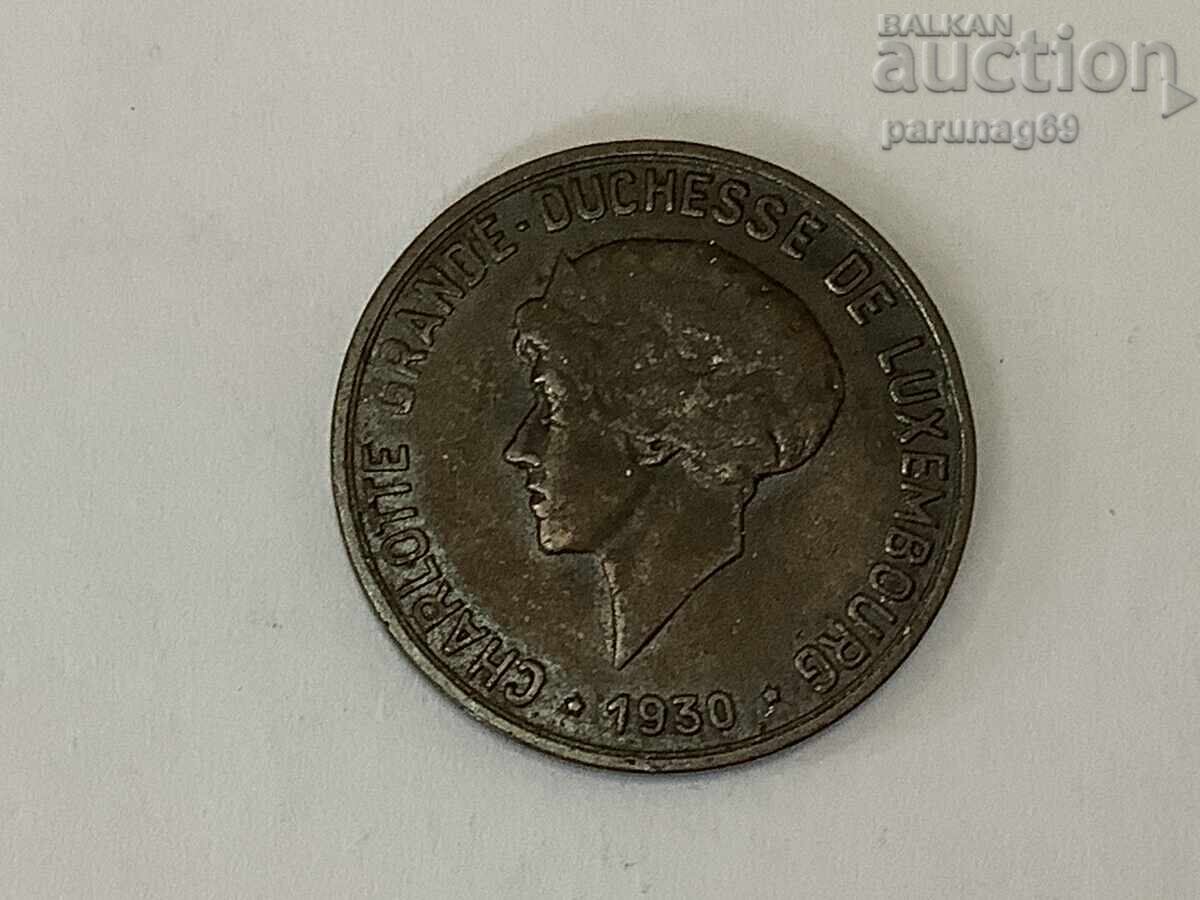 BALKAN
auction
parunag69
CHARLOTTE GRANDE-DUCHESSE DE LUXEMBOURG
1930